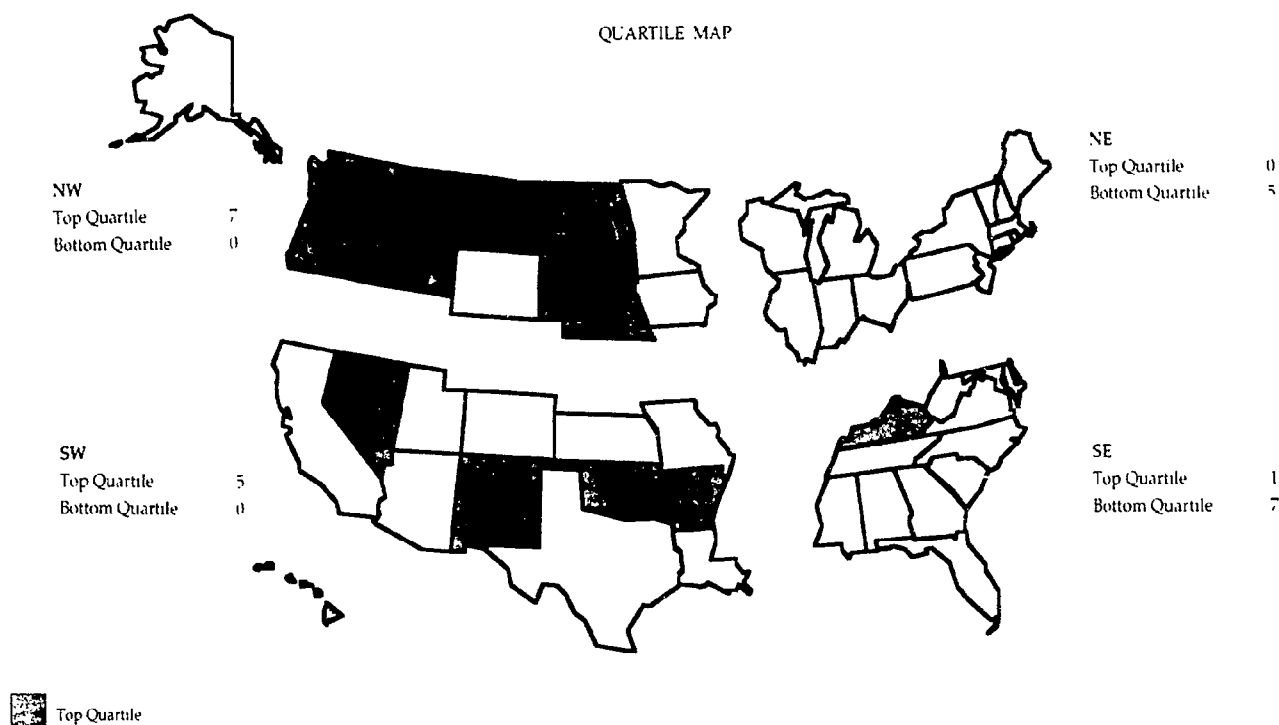 QUARTILE MAP
NW
Top Quartile 7
Bottom Quartile 0
NE
Top Quartile 0
Bottom Quartile 5
SW
Top Quartile 5
Bottom Quartile 0
SE
Top Quartile 1
Bottom Quartile 7
Top Quartile